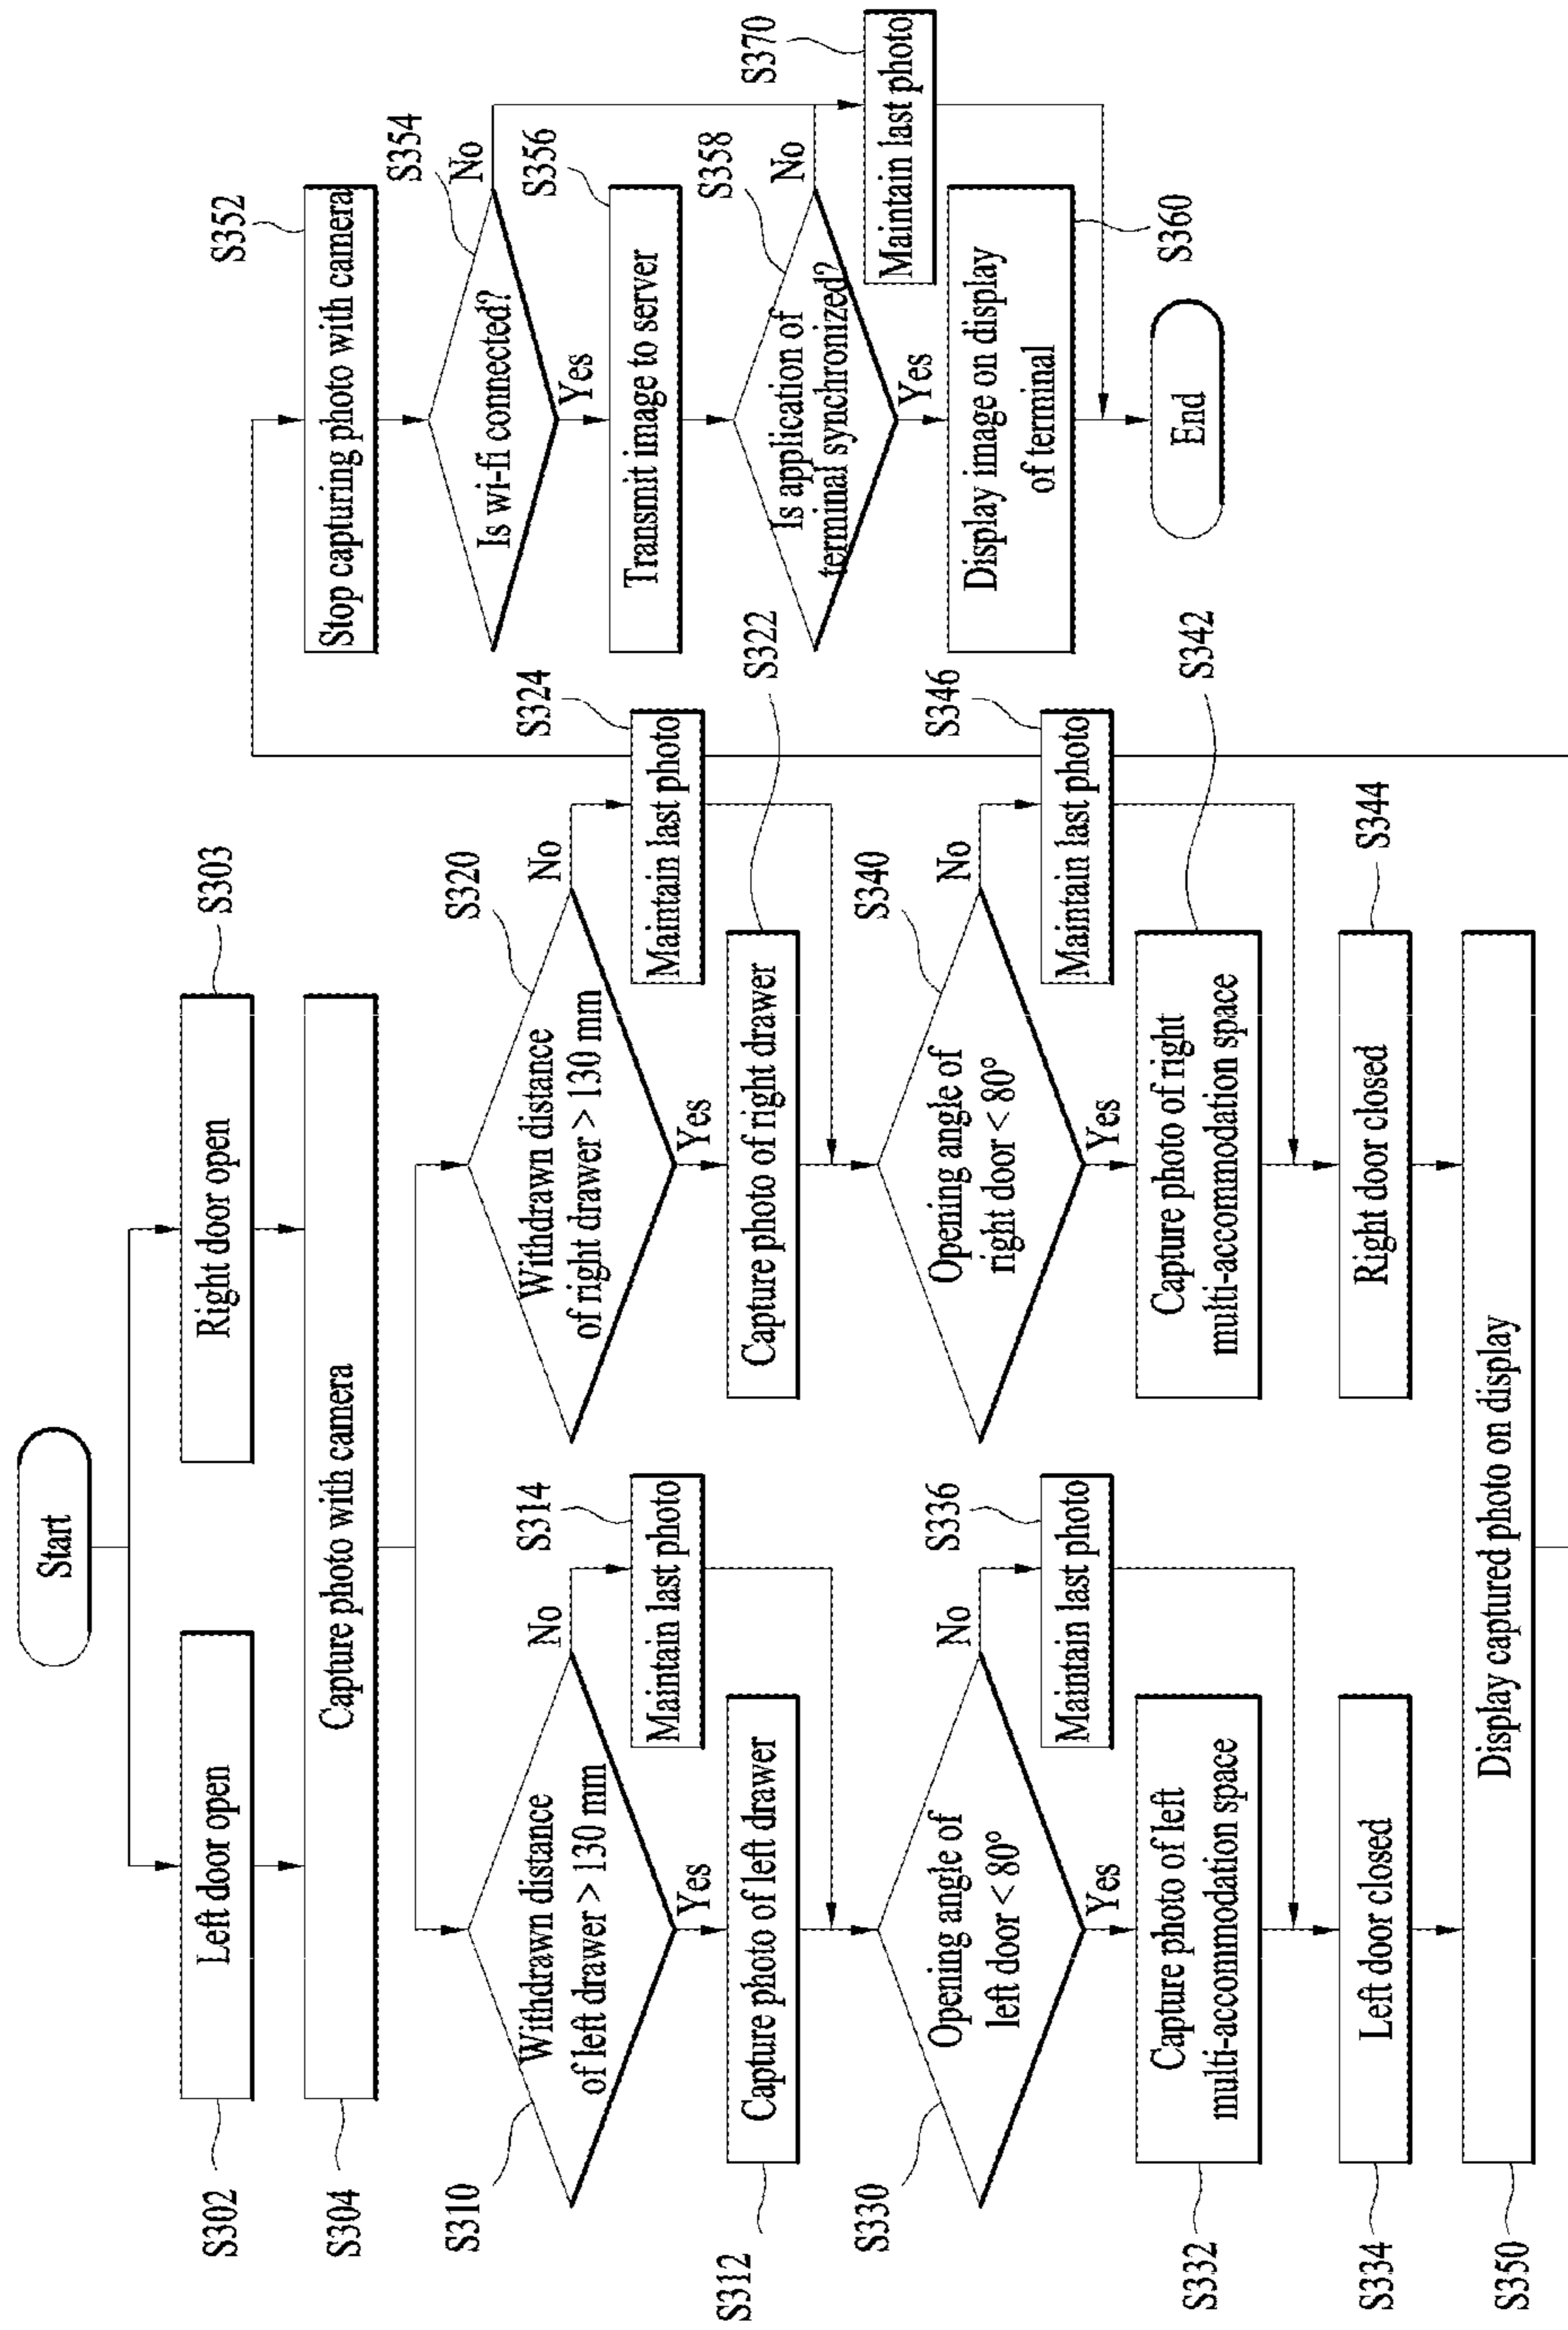 Start
Left door open
S302
Right door open
S303
Capture photo with camera
S304
Withdrawn distance
of left drawer > 130 mm
S310
No
Yes
Maintain last photo
S314
Capture photo of left drawer
S312
Opening angle of
left door < 80°
S330
No
Yes
Maintain last photo
S336
Capture photo of left
multi-accommodation space
S332
Left door closed
S334
Withdrawn distance
of right drawer > 130 mm
S320
No
Yes
Maintain last photo
S324
Capture photo of right drawer
S322
Opening angle of
right door < 80°
S340
No
Yes
Maintain last photo
S346
Capture photo of right
multi-accommodation space
S342
Right door closed
S344
Display captured photo on display
S350
Stop capturing photo with camera
S352
Is wi-fi connected?
S354
No
Yes
Transmit image to server
S356
Is application of
terminal synchronized?
S358
No
Yes
Maintain last photo
S370
Display image on display
of terminal
S360
End